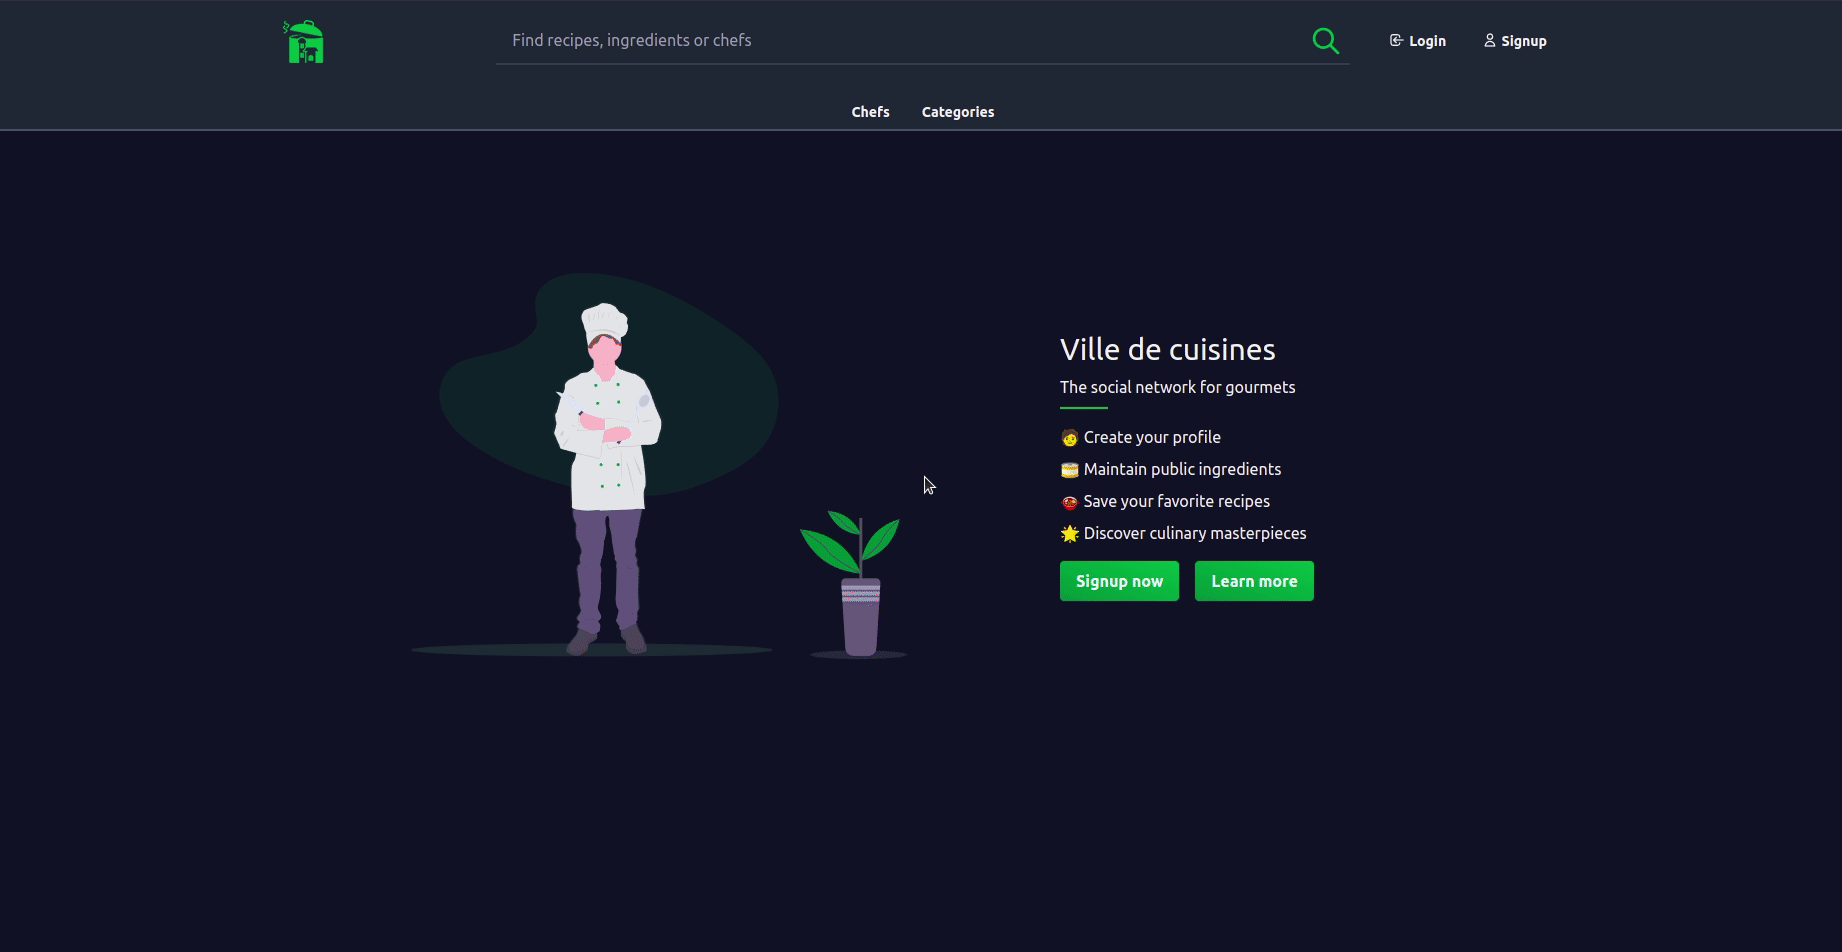 Find recipes, ingredients or chefs
Login
Signup
Chefs
Categories
Ville de cuisines
The social network for gourmets
🧑 Create your profile
🥫 Maintain public ingredients
🍲 Save your favorite recipes
🌟 Discover culinary masterpieces
Signup now
Learn more